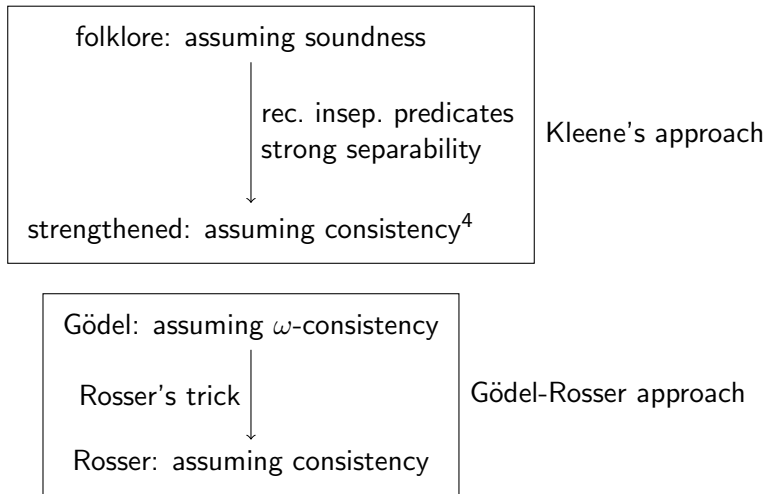 folklore: assuming soundness
rec. insep. predicates
strong separability
Kleene's approach
strengthened: assuming consistency⁴
Gödel: assuming ω-consistency
Rosser's trick
Gödel-Rosser approach
Rosser: assuming consistency